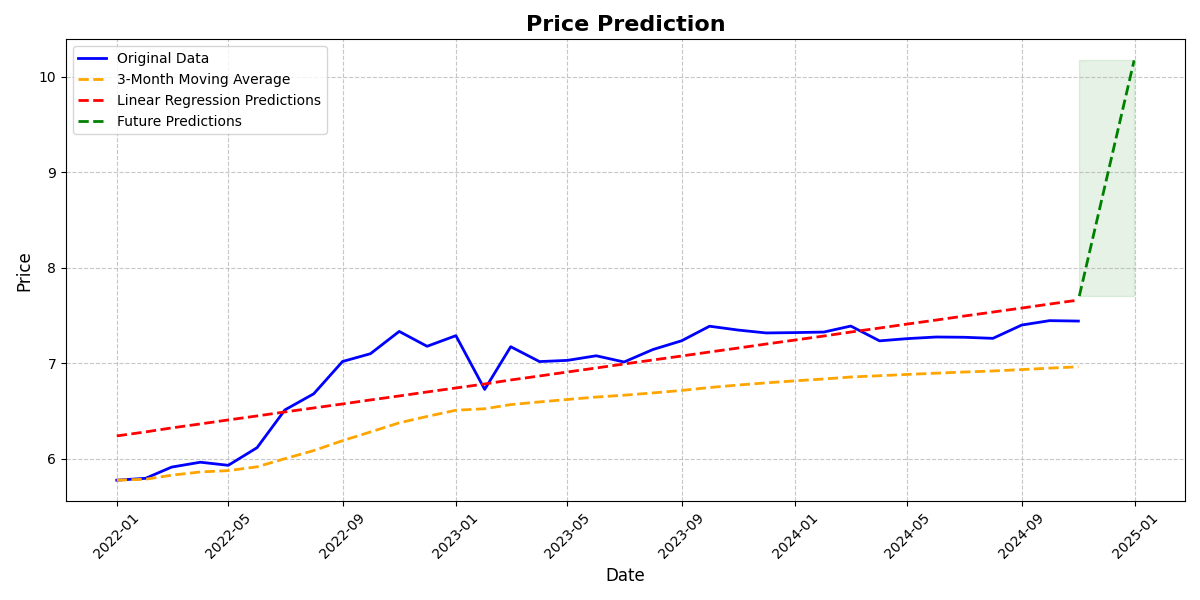 Price Prediction
Original Data
3-Month Moving Average
Linear Regression Predictions
Future Predictions
Price
10
9
8
7
6
2022-01
2022-05
2022-09
2023-01
2023-05
2023-09
2024-01
2024-05
2024-09
2025-01
Date